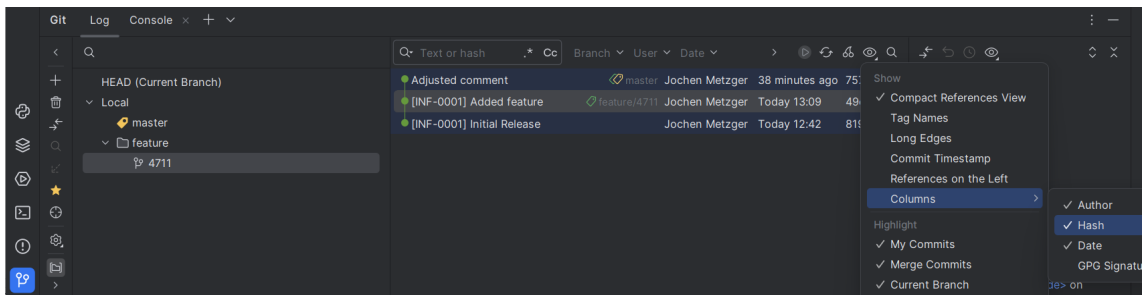 Git Log Console
Text or hash .* Cc Branch User Date
HEAD (Current Branch)
Local
master
feature
4711
Adjusted comment master Jochen Metzger 38 minutes ago
[INF-0001] Added feature feature/4711 Jochen Metzger Today 13:09
[INF-0001] Initial Release Jochen Metzger Today 12:42 819
Show
Compact References View
Tag Names
Long Edges
Commit Timestamp
References on the Left
Columns
Highlight
My Commits
Merge Commits
Current Branch
Author
Hash
Date
GPG Signatu
de> on